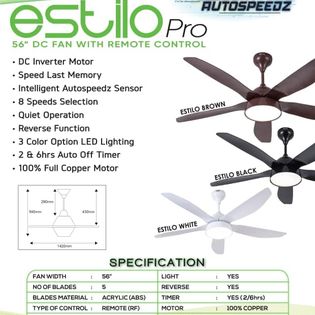 AUTOSPEEDZ
estilo Pro
56" DC FAN WITH REMOTE CONTROL
• DC Inverter Motor
• Speed Last Memory
• Intelligent Autospeedz Sensor
• 8 Speeds Selection
• Quiet Operation
• Reverse Function
• 3 Color Option LED Lighting
• 2 & 6hrs Auto Off Timer
• 100% Full Copper Motor
ESTILO BROWN
ESTILO BLACK
ESTILO WHITE
1420mm
SPECIFICATION
FAN WIDTH : 56" LIGHT : YES
NO OF BLADES : 5 REVERSE : YES
BLADES MATERIAL : ACRYLIC (ABS) TIMER : YES (2/6hrs)
TYPE OF CONTROL : REMOTE (RF) MOTOR : 100% COPPER